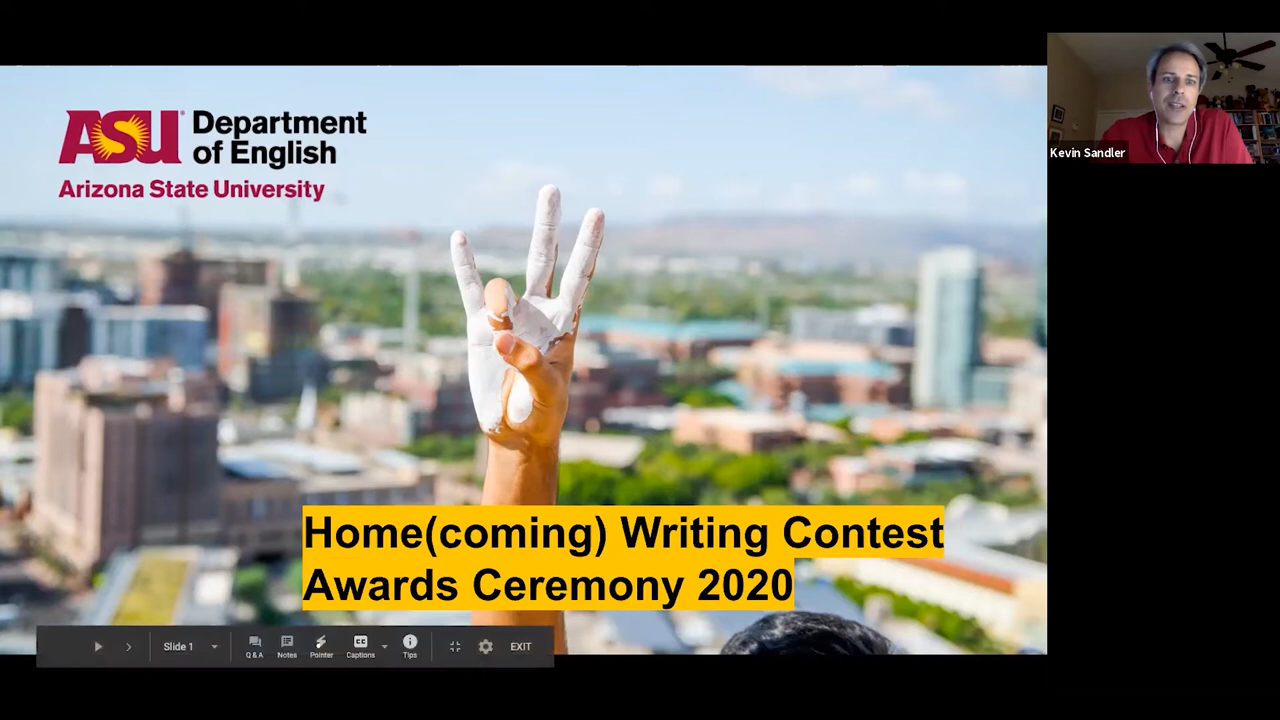 ASU Department
of English
Arizona State University
Kevin Sandler
Home(coming) Writing Contest
Awards Ceremony 2020
Slide 1
Q & A
Notes
Pointer
Captions
Tips
EXIT